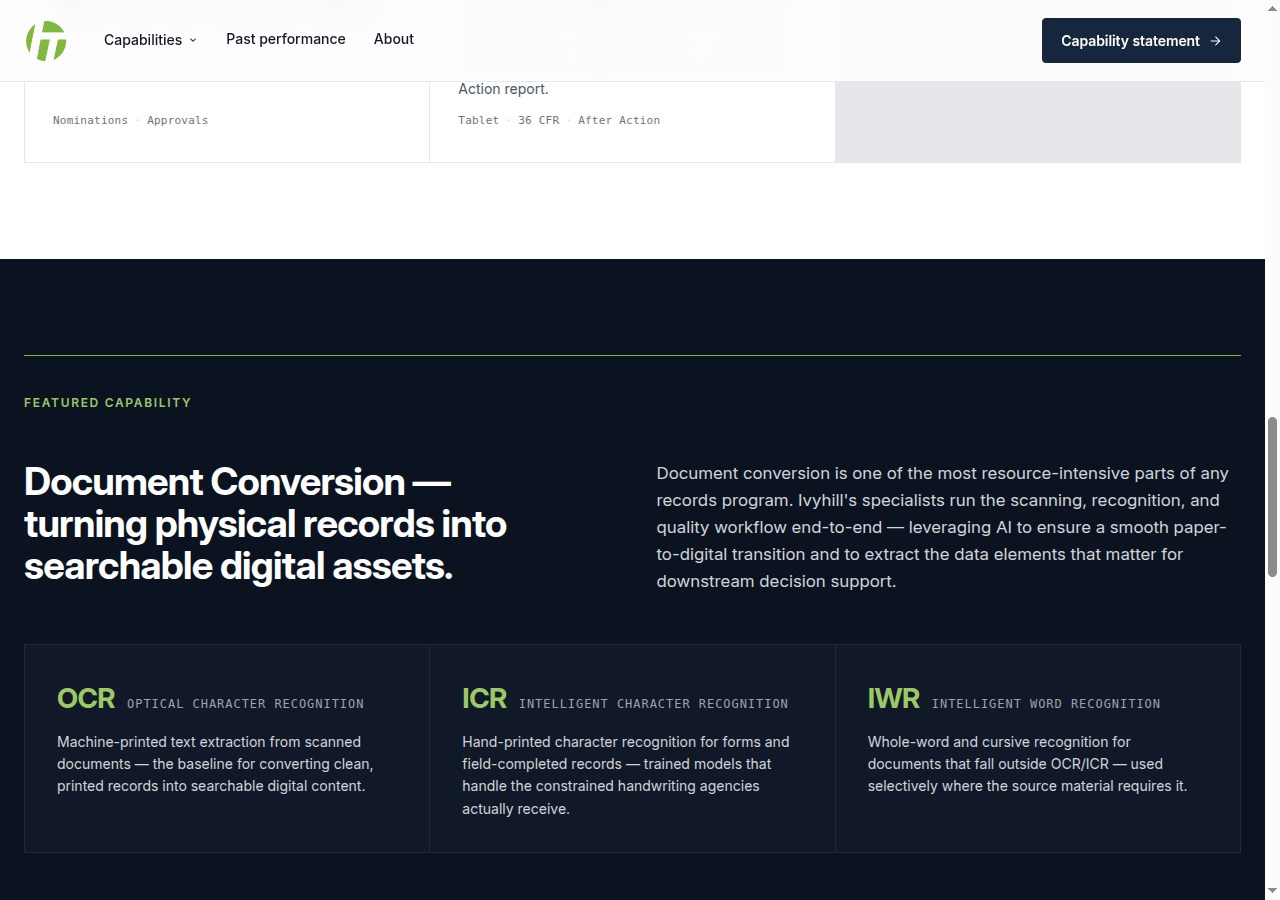 Capabilities
Past performance
About
Capability statement →
Action report.
Nominations · Approvals
Tablet · 36 CFR · After Action
FEATURED CAPABILITY
Document Conversion —
turning physical records into
searchable digital assets.
Document conversion is one of the most resource-intensive parts of any
records program. Ivyhill's specialists run the scanning, recognition, and
quality workflow end-to-end — leveraging AI to ensure a smooth paper-
to-digital transition and to extract the data elements that matter for
downstream decision support.
OCR OPTICAL CHARACTER RECOGNITION
Machine-printed text extraction from scanned
documents — the baseline for converting clean,
printed records into searchable digital content.
ICR INTELLIGENT CHARACTER RECOGNITION
Hand-printed character recognition for forms and
field-completed records — trained models that
handle the constrained handwriting agencies
actually receive.
IWR INTELLIGENT WORD RECOGNITION
Whole-word and cursive recognition for
documents that fall outside OCR/ICR — used
selectively where the source material requires it.